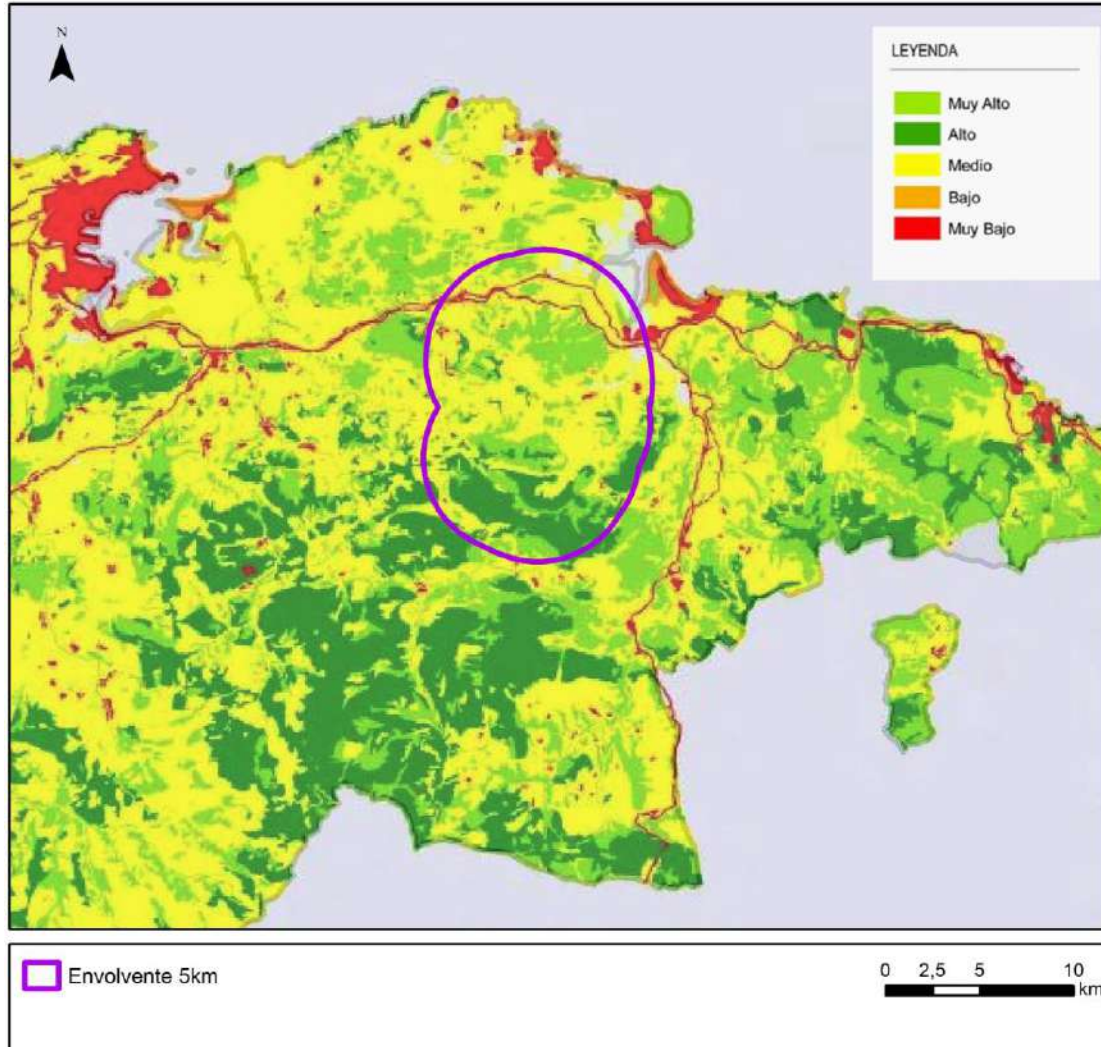 N
LEYENDA
Muy Alto
Alto
Medio
Bajo
Muy Bajo
Envolvente 5km
0 2,5 5 10
km